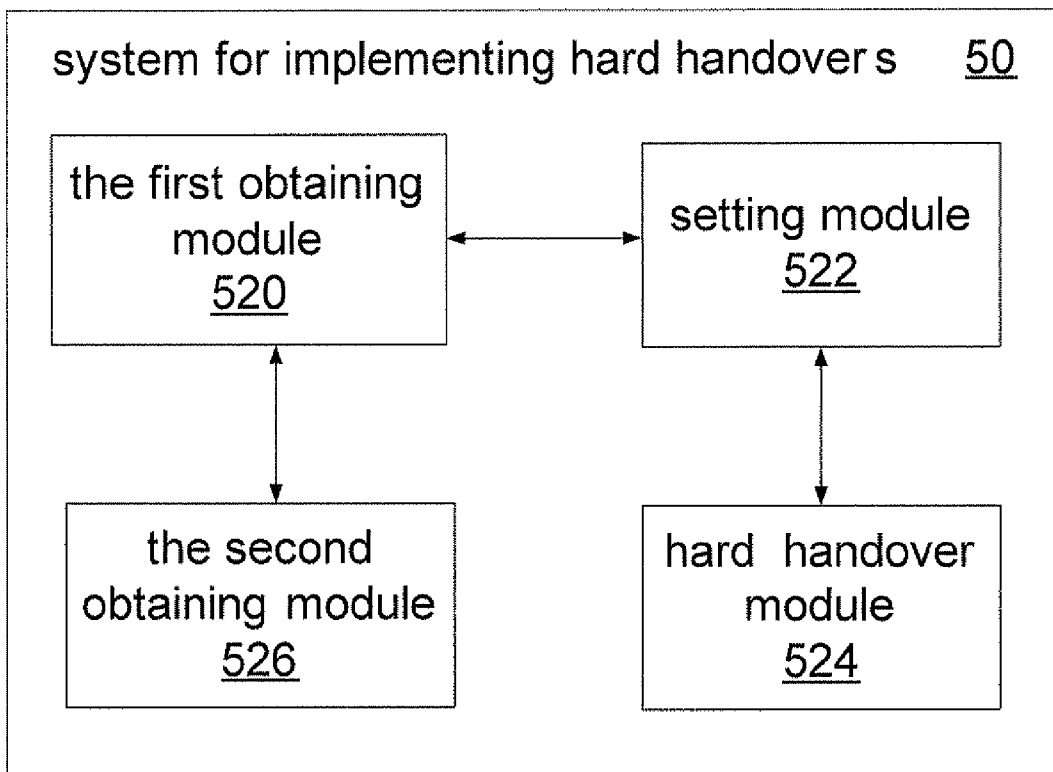 system for implementing hard handovers 50
the first obtaining
module
520
setting module
522
the second
obtaining module
526
hard handover
module
524